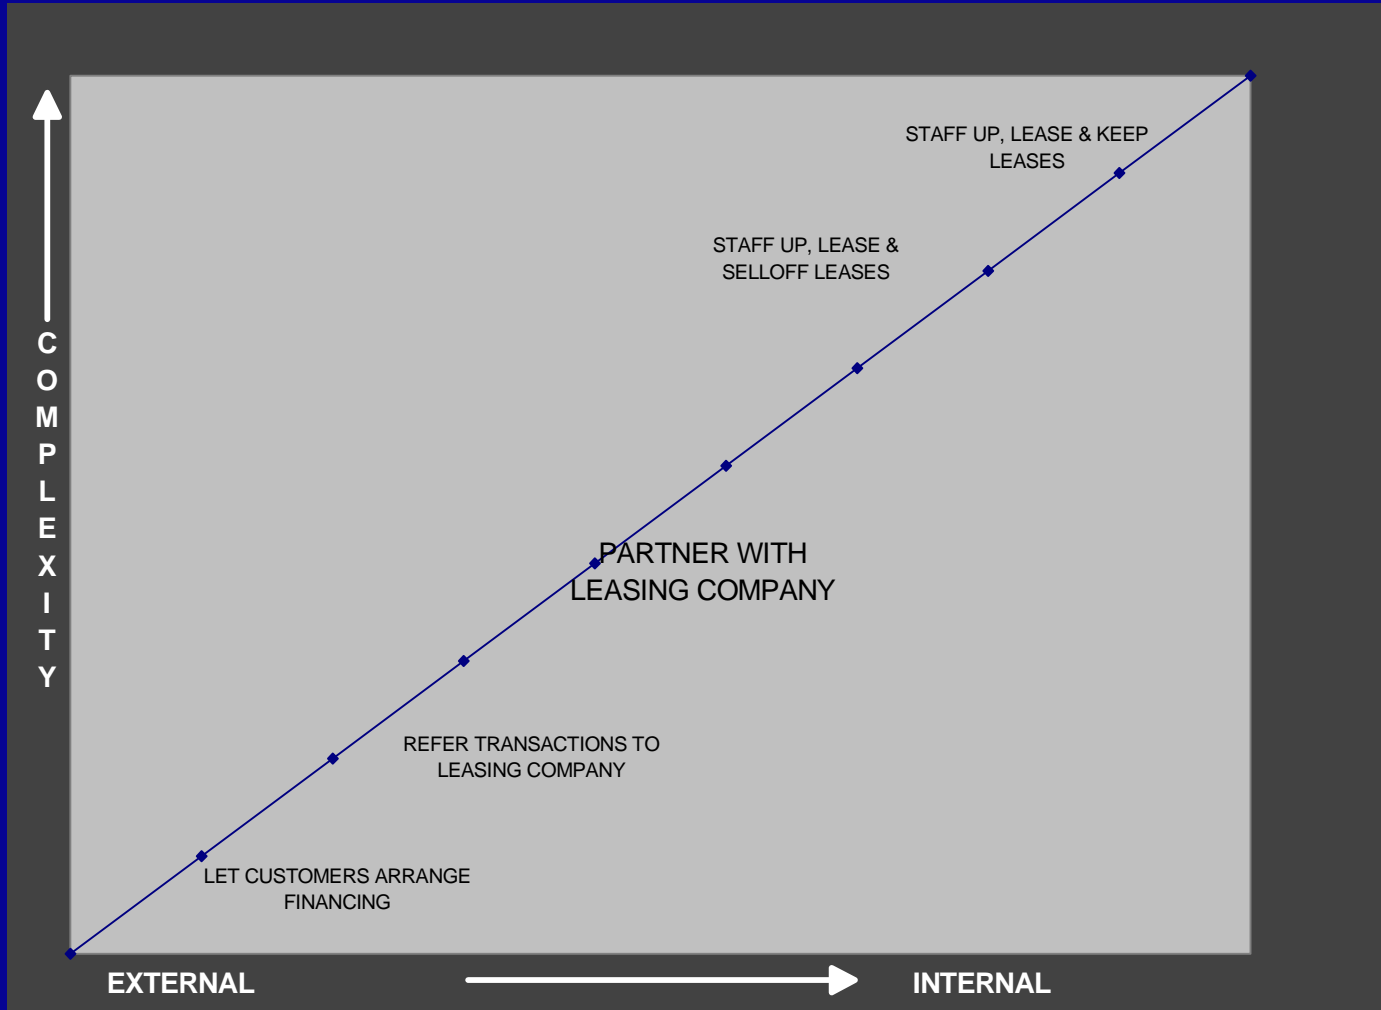 STAFF UP, LEASE & KEEP
LEASES
STAFF UP, LEASE &
SELLOFF LEASES
C
O
M
P
L
E
X
I
T
Y
PARTNER WITH
LEASING COMPANY
REFER TRANSACTIONS TO
LEASING COMPANY
LET CUSTOMERS ARRANGE
FINANCING
EXTERNAL
INTERNAL